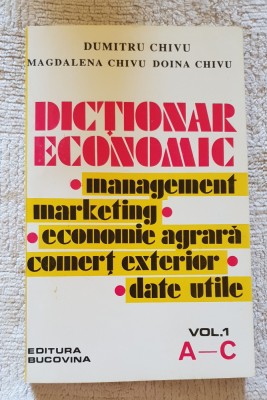 DUMITRU CHIVU
MAGDALENA CHIVU DOINA CHIVU
DICȚIONAR
ECONOMIC
• management
marketing •
• economie agrară
comerț exterior •
• date utile
VOL.1
A—C
EDITURA
BUCOVINA